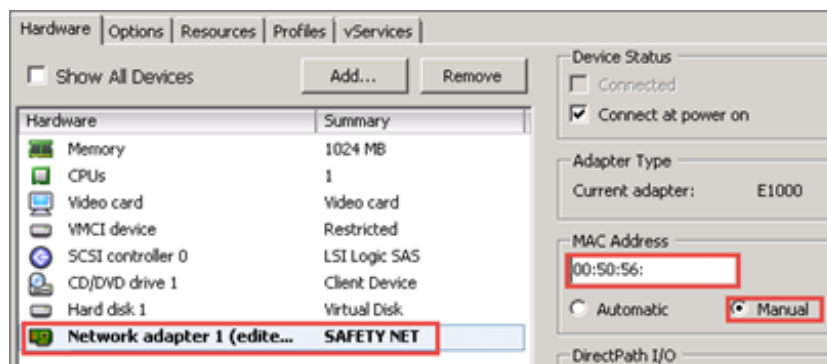 Hardware Options Resources Profiles vServices
Show All Devices Add... Remove
Hardware Summary
Memory 1024 MB
CPUs 1
Video card Video card
VMCI device Restricted
SCSI controller 0 LSI Logic SAS
CD/DVD drive 1 Client Device
Hard disk 1 Virtual Disk
Network adapter 1 (edite... SAFETY NET
Device Status
Connected
Connect at power on
Adapter Type
Current adapter: E1000
MAC Address
00:50:56:
Automatic Manual
DirectPath I/O